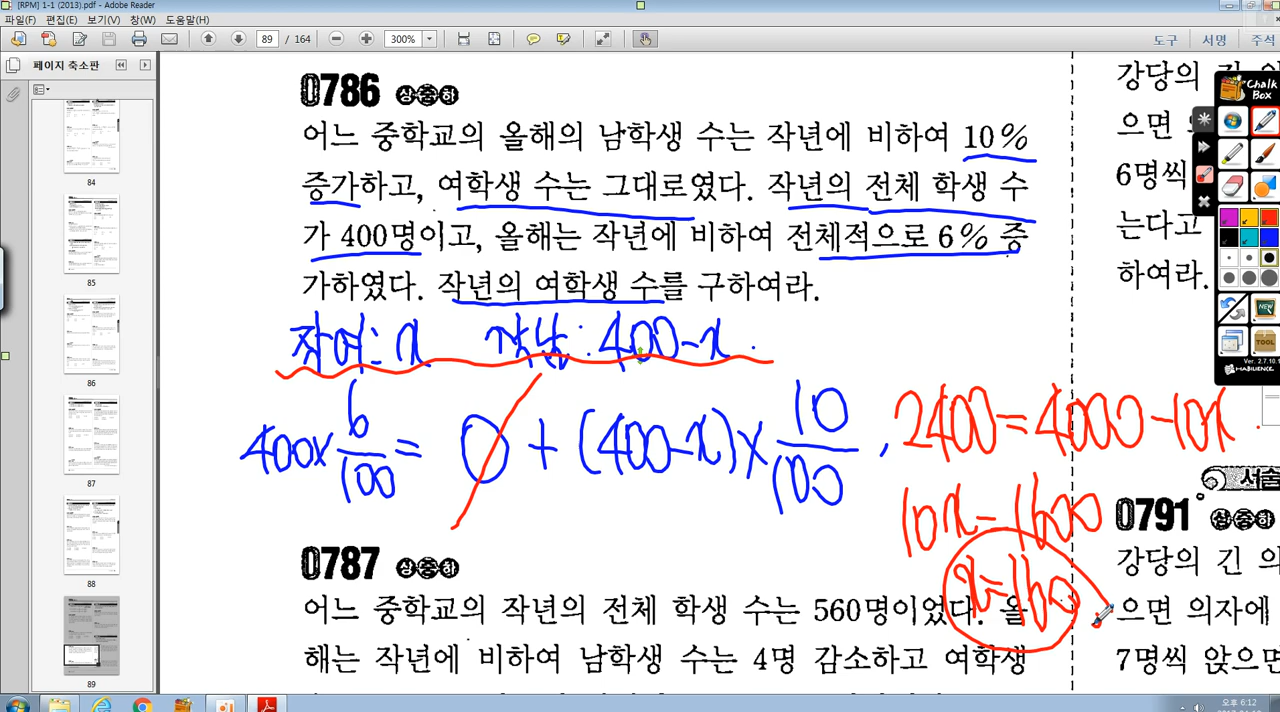 [RPM] 1-1 (2013).pdf - Adobe Reader
파일(F) 편집(E) 보기(V) 창(W) 도움말(H)
89 / 164
300%
도구 서명 주석
페이지 축소판
84
85
86
87
88
89
0786 상중하
어느 중학교의 올해의 남학생 수는 작년에 비하여 10%
증가하고, 여학생 수는 그대로였다. 작년의 전체 학생 수
가 400명이고, 올해는 작년에 비하여 전체적으로 6% 증
가하였다. 작년의 여학생 수를 구하여라.
작여: x 작남: 400-x
400×6/100 = 0 + (400-x)×10/100,
2400=4000-10x
10x=1600
x=160
0787 상중하
어느 중학교의 작년의 전체 학생 수는 560명이었다. 올
해는 작년에 비하여 남학생 수는 4명 감소하고 여학생
강당의 긴
으면
6명씩
는다고
하여라.
서술
0791 상중하
강당의 긴 의
으면 의자에
7명씩 앉으면
Chalk Box
NEW
TOOL
Ver. 2.7.10.
HABILIENCE
오후 6:12